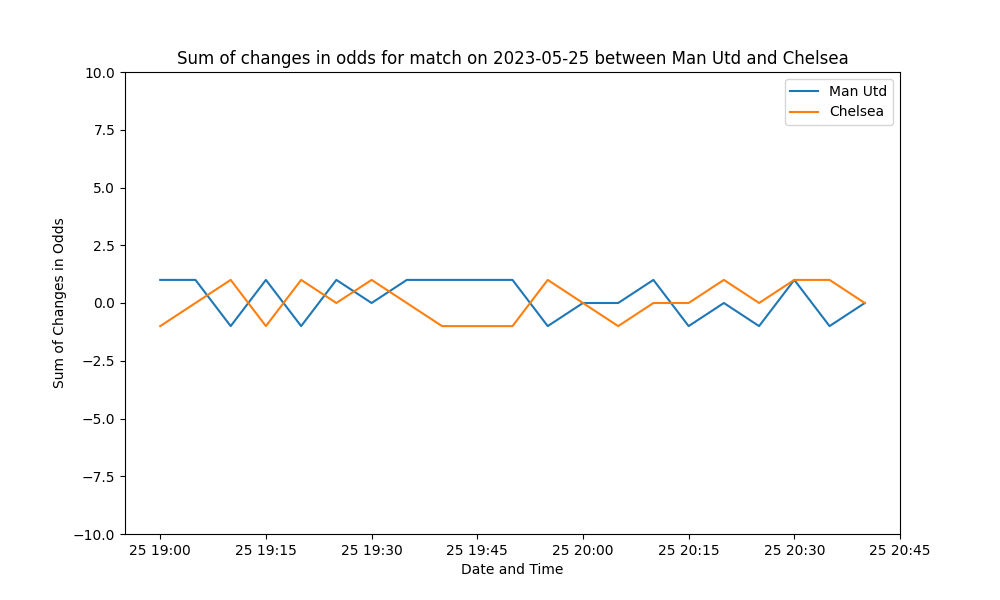 Sum of changes in odds for match on 2023-05-25 between Man Utd and Chelsea
Man Utd
Chelsea
Sum of Changes in Odds
10.0
7.5
5.0
2.5
0.0
−2.5
−5.0
−7.5
−10.0
25 19:00 25 19:15 25 19:30 25 19:45 25 20:00 25 20:15 25 20:30 25 20:45
Date and Time